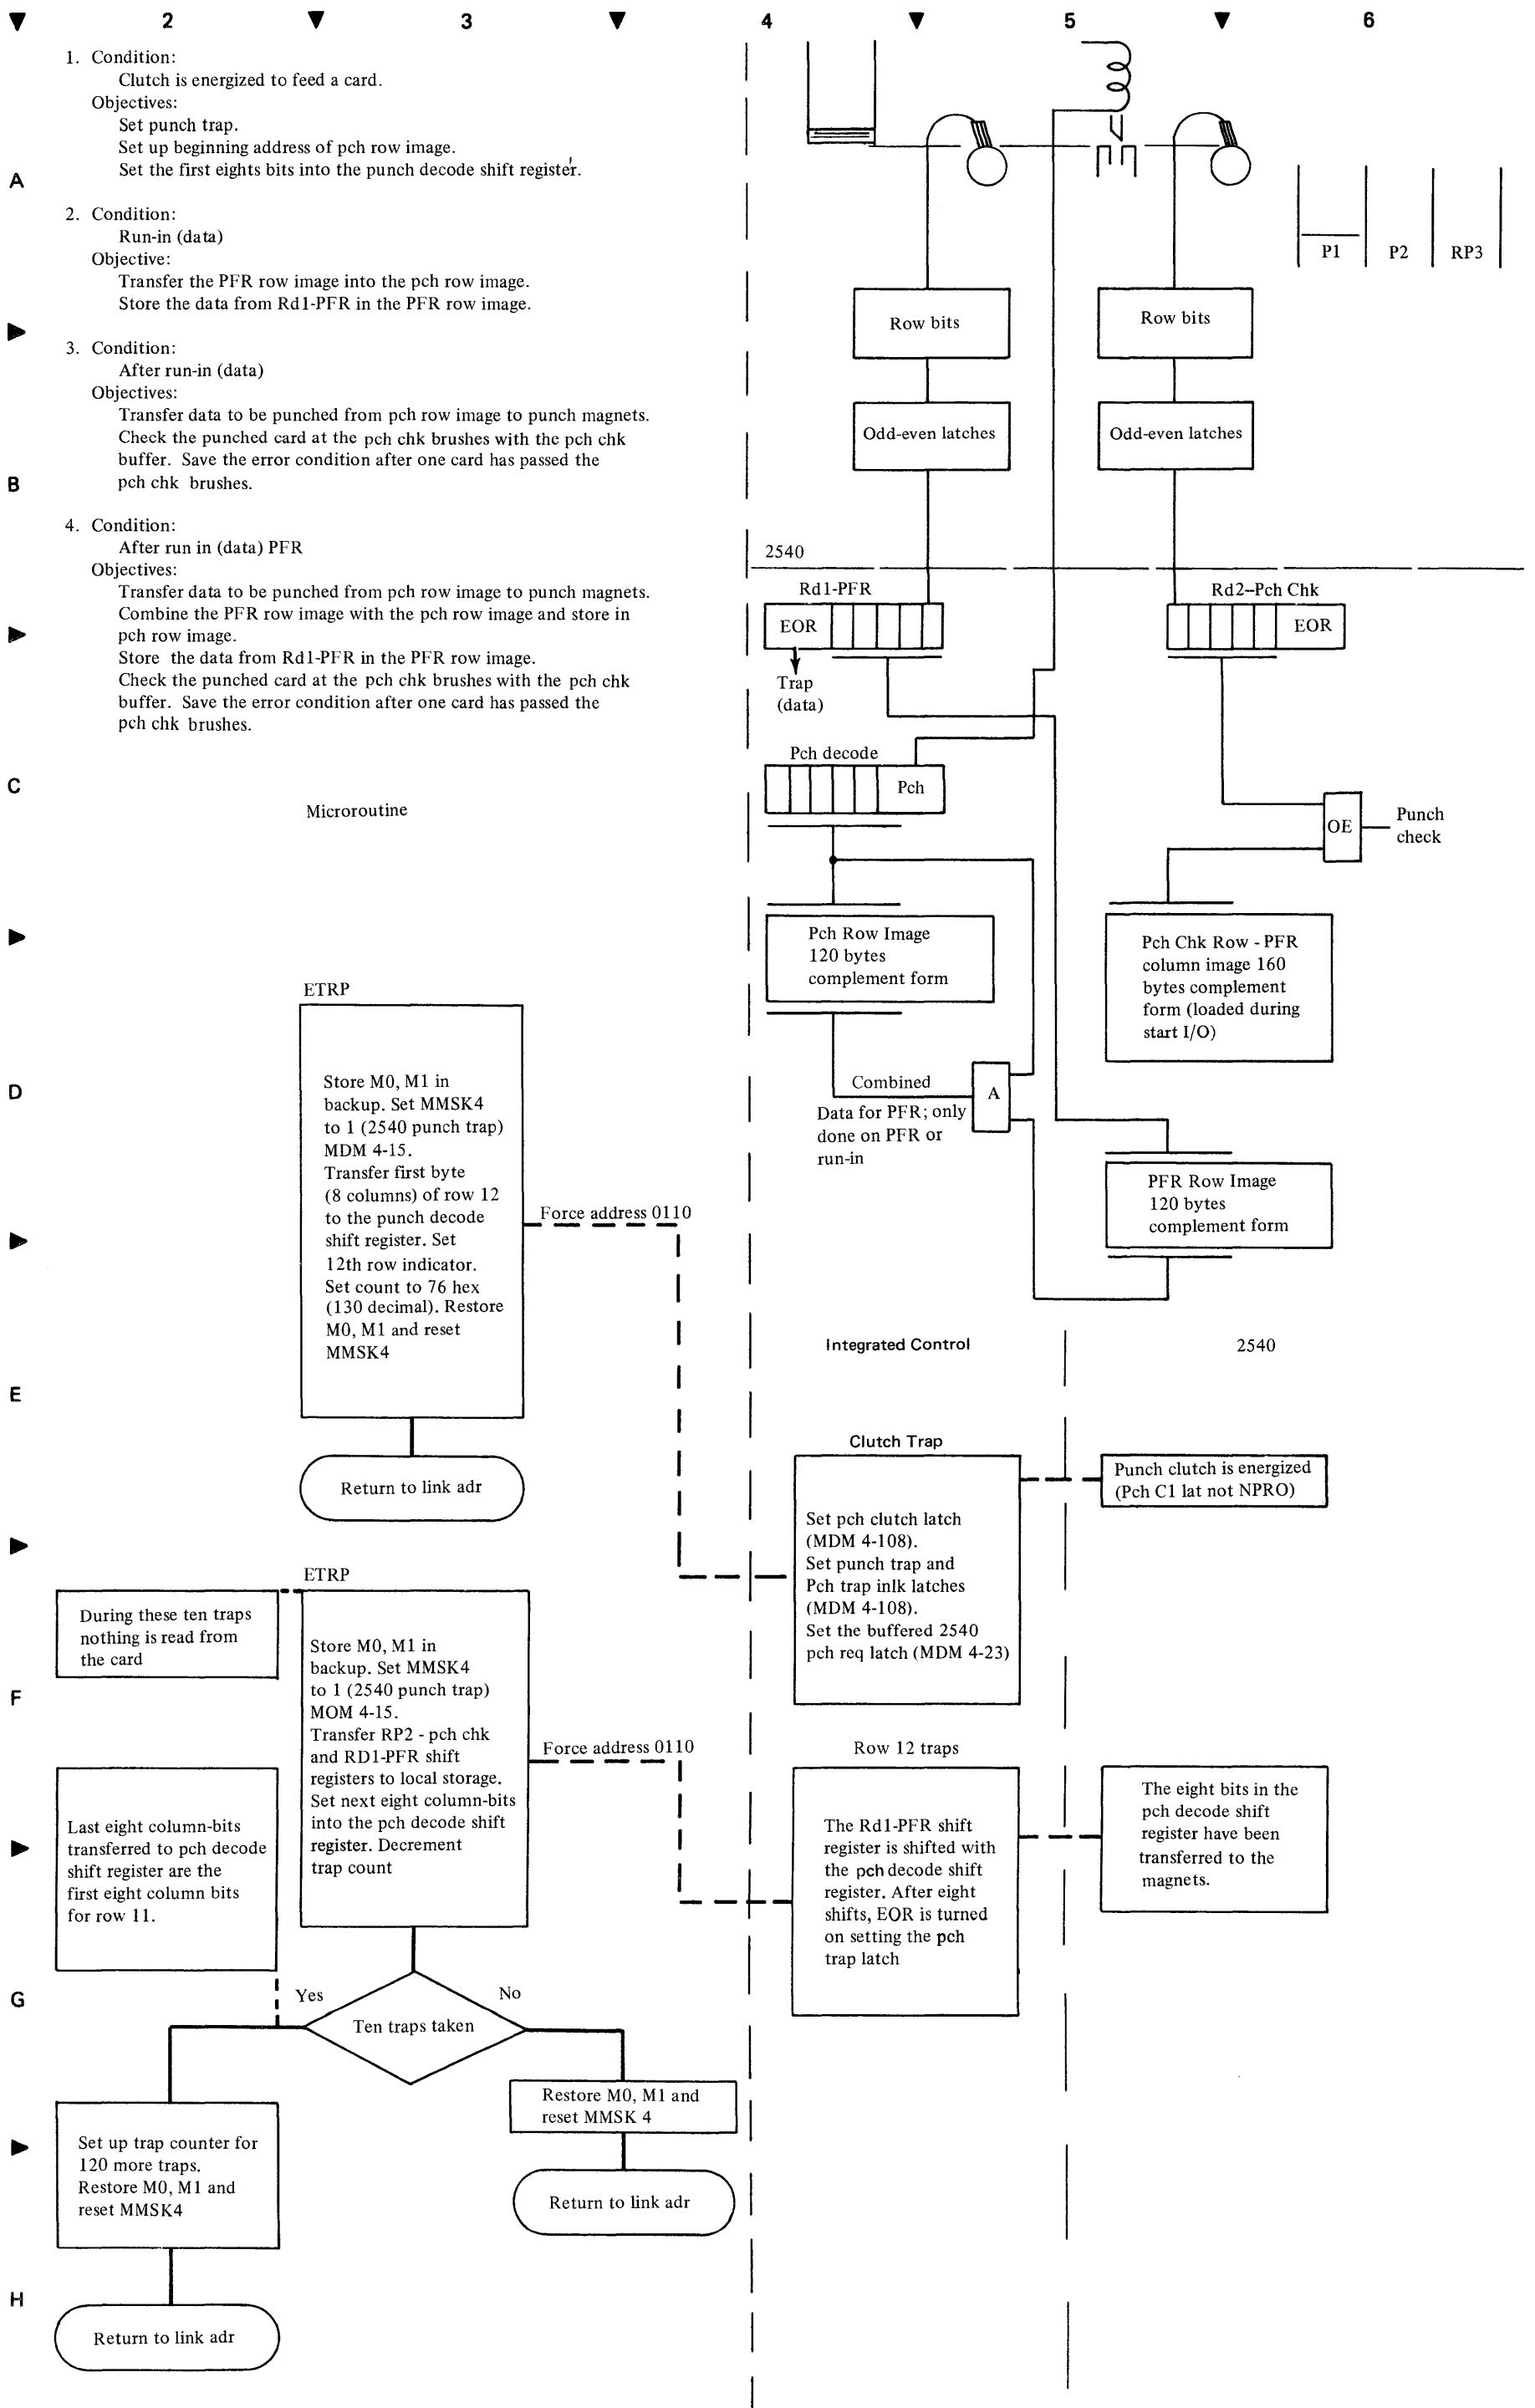 2 3 4 5 6
1. Condition:
Clutch is energized to feed a card.
Objectives:
Set punch trap.
Set up beginning address of pch row image.
Set the first eights bits into the punch decode shift register.
A
2. Condition:
Run-in (data)
Objective:
Transfer the PFR row image into the pch row image.
Store the data from Rd1-PFR in the PFR row image.
3. Condition:
After run-in (data)
Objectives:
Transfer data to be punched from pch row image to punch magnets.
Check the punched card at the pch chk brushes with the pch chk
buffer. Save the error condition after one card has passed the
pch chk brushes.
B
4. Condition:
After run in (data) PFR
Objectives:
Transfer data to be punched from pch row image to punch magnets.
Combine the PFR row image with the pch row image and store in
pch row image.
Store the data from Rd1-PFR in the PFR row image.
Check the punched card at the pch chk brushes with the pch chk
buffer. Save the error condition after one card has passed the
pch chk brushes.
C
P1 P2 RP3
Row bits
Row bits
Odd-even latches
Odd-even latches
2540
Rd1-PFR
EOR
Trap
(data)
Rd2--Pch Chk
EOR
Pch decode
Pch
OE
Punch
check
Pch Row Image
120 bytes
complement form
Pch Chk Row - PFR
column image 160
bytes complement
form (loaded during
start I/O)
Combined
A
Data for PFR; only
done on PFR or
run-in
PFR Row Image
120 bytes
complement form
Microroutine
Integrated Control
2540
D
ETRP
Store M0, M1 in
backup. Set MMSK4
to 1 (2540 punch trap)
MDM 4-15.
Transfer first byte
(8 columns) of row 12
to the punch decode
shift register. Set
12th row indicator.
Set count to 76 hex
(130 decimal). Restore
M0, M1 and reset
MMSK4
Force address 0110
E
Return to link adr
Clutch Trap
Set pch clutch latch
(MDM 4-108).
Set punch trap and
Pch trap inlk latches
(MDM 4-108).
Set the buffered 2540
pch req latch (MDM 4-23)
Punch clutch is energized
(Pch C1 lat not NPRO)
ETRP
During these ten traps
nothing is read from
the card
F
Store M0, M1 in
backup. Set MMSK4
to 1 (2540 punch trap)
MOM 4-15.
Transfer RP2 - pch chk
and RD1-PFR shift
registers to local storage.
Set next eight column-bits
into the pch decode shift
register. Decrement
trap count
Force address 0110
Last eight column-bits
transferred to pch decode
shift register are the
first eight column bits
for row 11.
Row 12 traps
The Rd1-PFR shift
register is shifted with
the pch decode shift
register. After eight
shifts, EOR is turned
on setting the pch
trap latch
The eight bits in the
pch decode shift
register have been
transferred to the
magnets.
G
Yes
No
Ten traps taken
Restore M0, M1 and
reset MMSK 4
Set up trap counter for
120 more traps.
Restore M0, M1 and
reset MMSK4
Return to link adr
H
Return to link adr